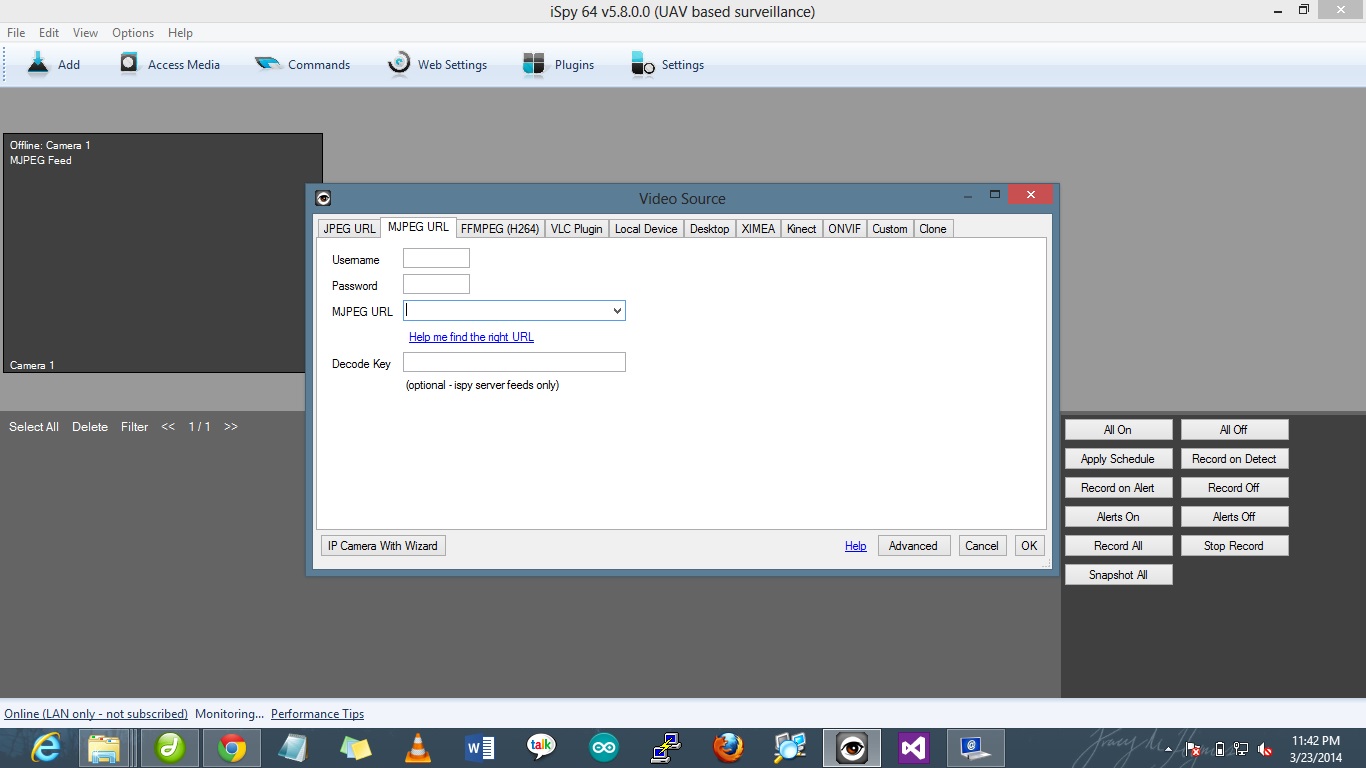 iSpy 64 v5.8.0.0 (UAV based surveillance)
File Edit View Options Help
Add Access Media Commands Web Settings Plugins Settings
Offline: Camera 1
MJPEG Feed
Camera 1
Video Source
JPEG URL MJPEG URL FFMPEG (H264) VLC Plugin Local Device Desktop XIMEA Kinect ONVIF Custom Clone
Username
Password
MJPEG URL
Help me find the right URL
Decode Key
(optional - ispy server feeds only)
IP Camera With Wizard Help Advanced Cancel OK
Select All Delete Filter << 1 / 1 >>
All On All Off
Apply Schedule Record on Detect
Record on Alert Record Off
Alerts On Alerts Off
Record All Stop Record
Snapshot All
Online (LAN only - not subscribed) Monitoring... Performance Tips
talk
11:42 PM
3/23/2014